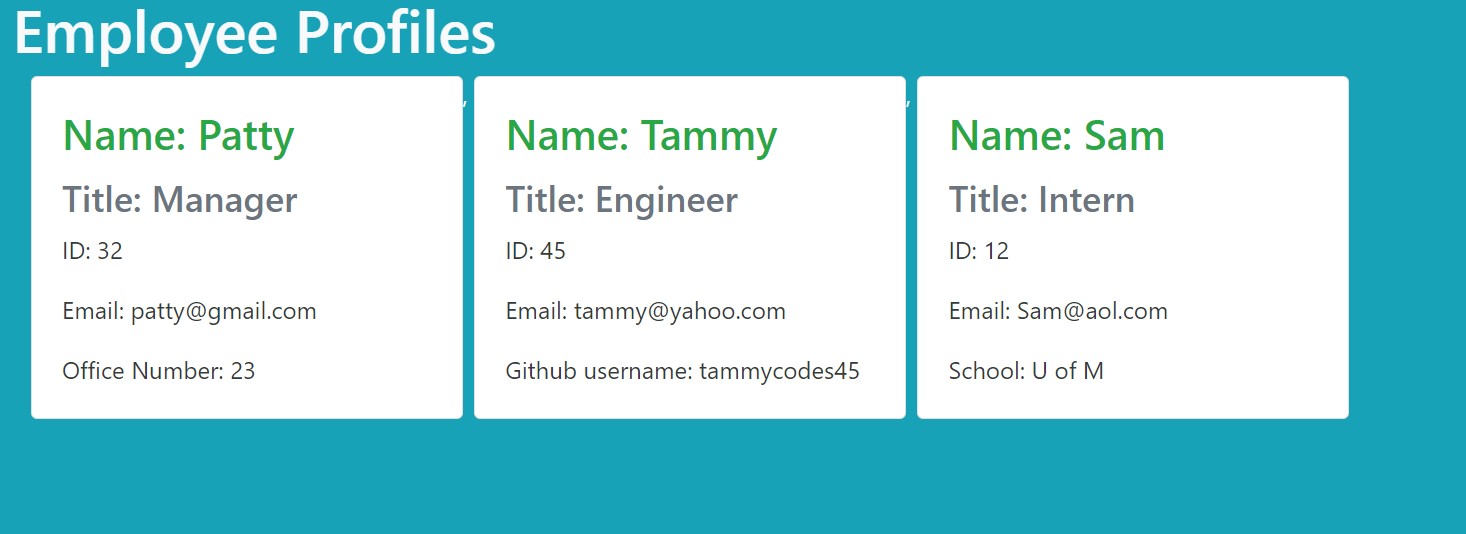 Employee Profiles
Name: Patty
Title: Manager
ID: 32
Email: patty@gmail.com
Office Number: 23
,
Name: Tammy
Title: Engineer
ID: 45
Email: tammy@yahoo.com
Github username: tammycodes45
,
Name: Sam
Title: Intern
ID: 12
Email: Sam@aol.com
School: U of M